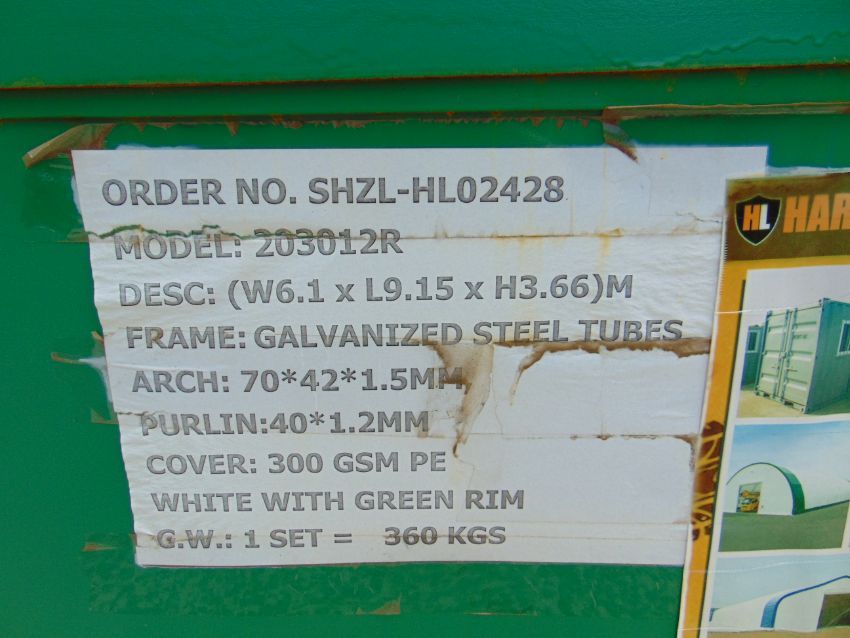 ORDER NO. SHZL-HL02428
MODEL: 203012R
DESC: (W6.1 x L9.15 x H3.66)M
FRAME: GALVANIZED STEEL TUBES
ARCH: 70*42*1.5MM
PURLIN:40*1.2MM
COVER: 300 GSM PE
WHITE WITH GREEN RIM
G.W.: 1 SET = 360 KGS
HL HAR